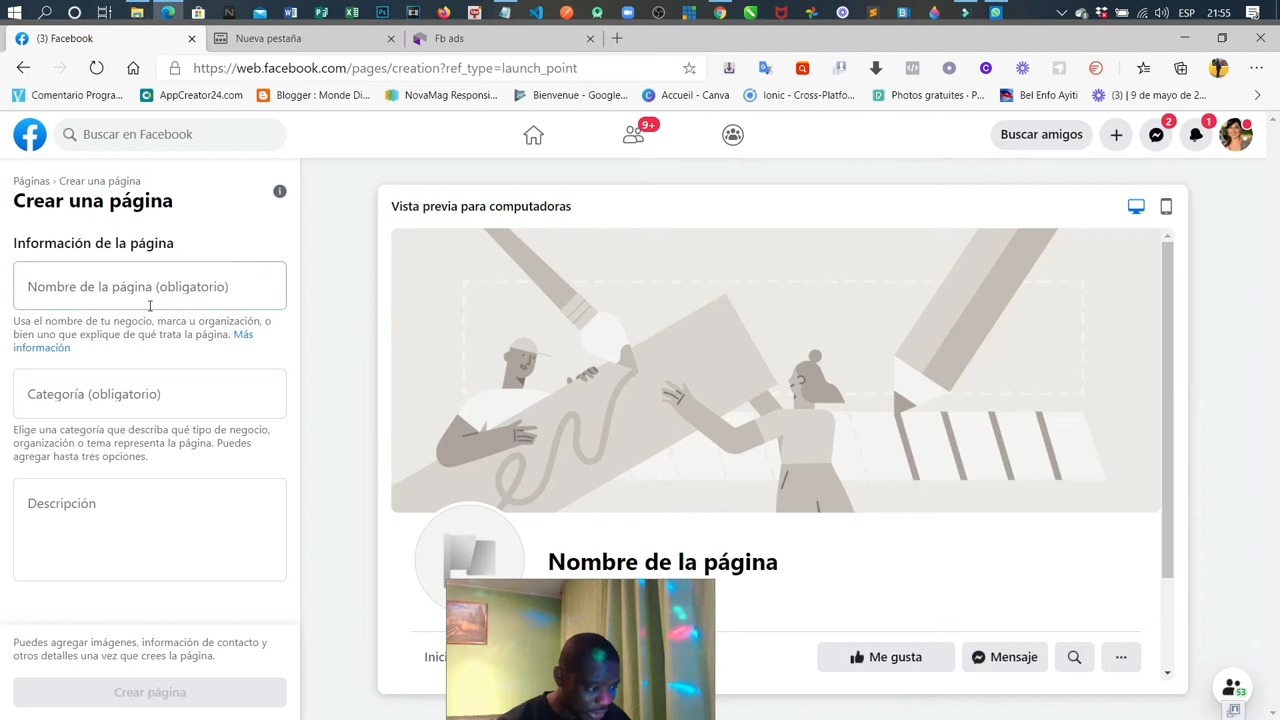 ESP 21:55
(3) Facebook
Nueva pestaña
Fb ads
https://web.facebook.com/pages/creation?ref_type=launch_point
Comentario Progra...
AppCreator24.com
Blogger : Monde Di...
NovaMag Responsi...
Bienvenue - Google...
Accueil - Canva
Ionic - Cross-Platfo...
Photos gratuites - P...
Bel Enfo Ayiti
(3) | 9 de mayo de 2...
Buscar en Facebook
9+
Buscar amigos
2
1
Páginas › Crear una página
Crear una página
Información de la página
Nombre de la página (obligatorio)
Usa el nombre de tu negocio, marca u organización, o
bien uno que explique de qué trata la página. Más
información
Categoría (obligatorio)
Elige una categoría que describa qué tipo de negocio,
organización o tema representa la página. Puedes
agregar hasta tres opciones.
Descripción
Puedes agregar imágenes, información de contacto y
otros detalles una vez que crees la página.
Crear página
Vista previa para computadoras
Nombre de la página
Inici
Me gusta
Mensaje
53